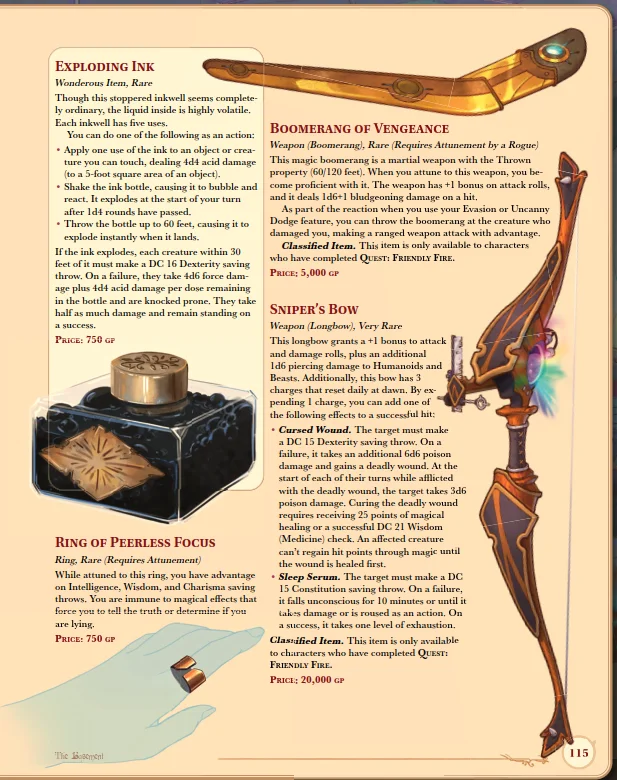 EXPLODING INK
Wonderous Item, Rare
Though this stoppered inkwell seems complete-
ly ordinary, the liquid inside is highly volatile.
Each inkwell has five uses.
You can do one of the following as an action:
• Apply one use of the ink to an object or crea-
ture you can touch, dealing 4d4 acid damage
(to a 5-foot square area of an object).
• Shake the ink bottle, causing it to bubble and
react. It explodes at the start of your turn
after 1d4 rounds have passed.
• Throw the bottle up to 60 feet, causing it to
explode instantly when it lands.
If the ink explodes, each creature within 30
feet of it must make a DC 16 Dexterity saving
throw. On a failure, they take 4d6 force dam-
age plus 4d4 acid damage per dose remaining
in the bottle and are knocked prone. They take
half as much damage and remain standing on
a success.
PRICE: 750 GP
RING OF PEERLESS FOCUS
Ring, Rare (Requires Attunement)
While attuned to this ring, you have advantage
on Intelligence, Wisdom, and Charisma saving
throws. You are immune to magical effects that
force you to tell the truth or determine if you
are lying.
PRICE: 750 GP
BOOMERANG OF VENGEANCE
Weapon (Boomerang), Rare (Requires Attunement by a Rogue)
This magic boomerang is a martial weapon with the Thrown
property (60/120 feet). When you attune to this weapon, you be-
come proficient with it. The weapon has +1 bonus on attack rolls,
and it deals 1d6+1 bludgeoning damage on a hit.
As part of the reaction when you use your Evasion or Uncanny
Dodge feature, you can throw the boomerang at the creature who
damaged you, making a ranged weapon attack with advantage.
Classified Item. This item is only available to characters
who have completed QUEST: FRIENDLY FIRE.
PRICE: 5,000 GP
SNIPER'S BOW
Weapon (Longbow), Very Rare
This longbow grants a +1 bonus to attack
and damage rolls, plus an additional
1d6 piercing damage to Humanoids and
Beasts. Additionally, this bow has 3
charges that reset daily at dawn. By ex-
pending 1 charge, you can add one of
the following effects to a successful hit:
• Cursed Wound. The target must make
a DC 15 Dexterity saving throw. On a
failure, it takes an additional 6d6 poison
damage and gains a deadly wound. At the
start of each of their turns while afflicted
with the deadly wound, the target takes 3d6
poison damage. Curing the deadly wound
requires receiving 25 points of magical
healing or a successful DC 21 Wisdom
(Medicine) check. An affected creature
can't regain hit points through magic until
the wound is healed first.
• Sleep Serum. The target must make a DC
15 Constitution saving throw. On a failure,
it falls unconscious for 10 minutes or until it
takes damage or is roused as an action. On
a success, it takes one level of exhaustion.
Classified Item. This item is only available
to characters who have completed QUEST:
FRIENDLY FIRE.
PRICE: 20,000 GP
The Basement
115